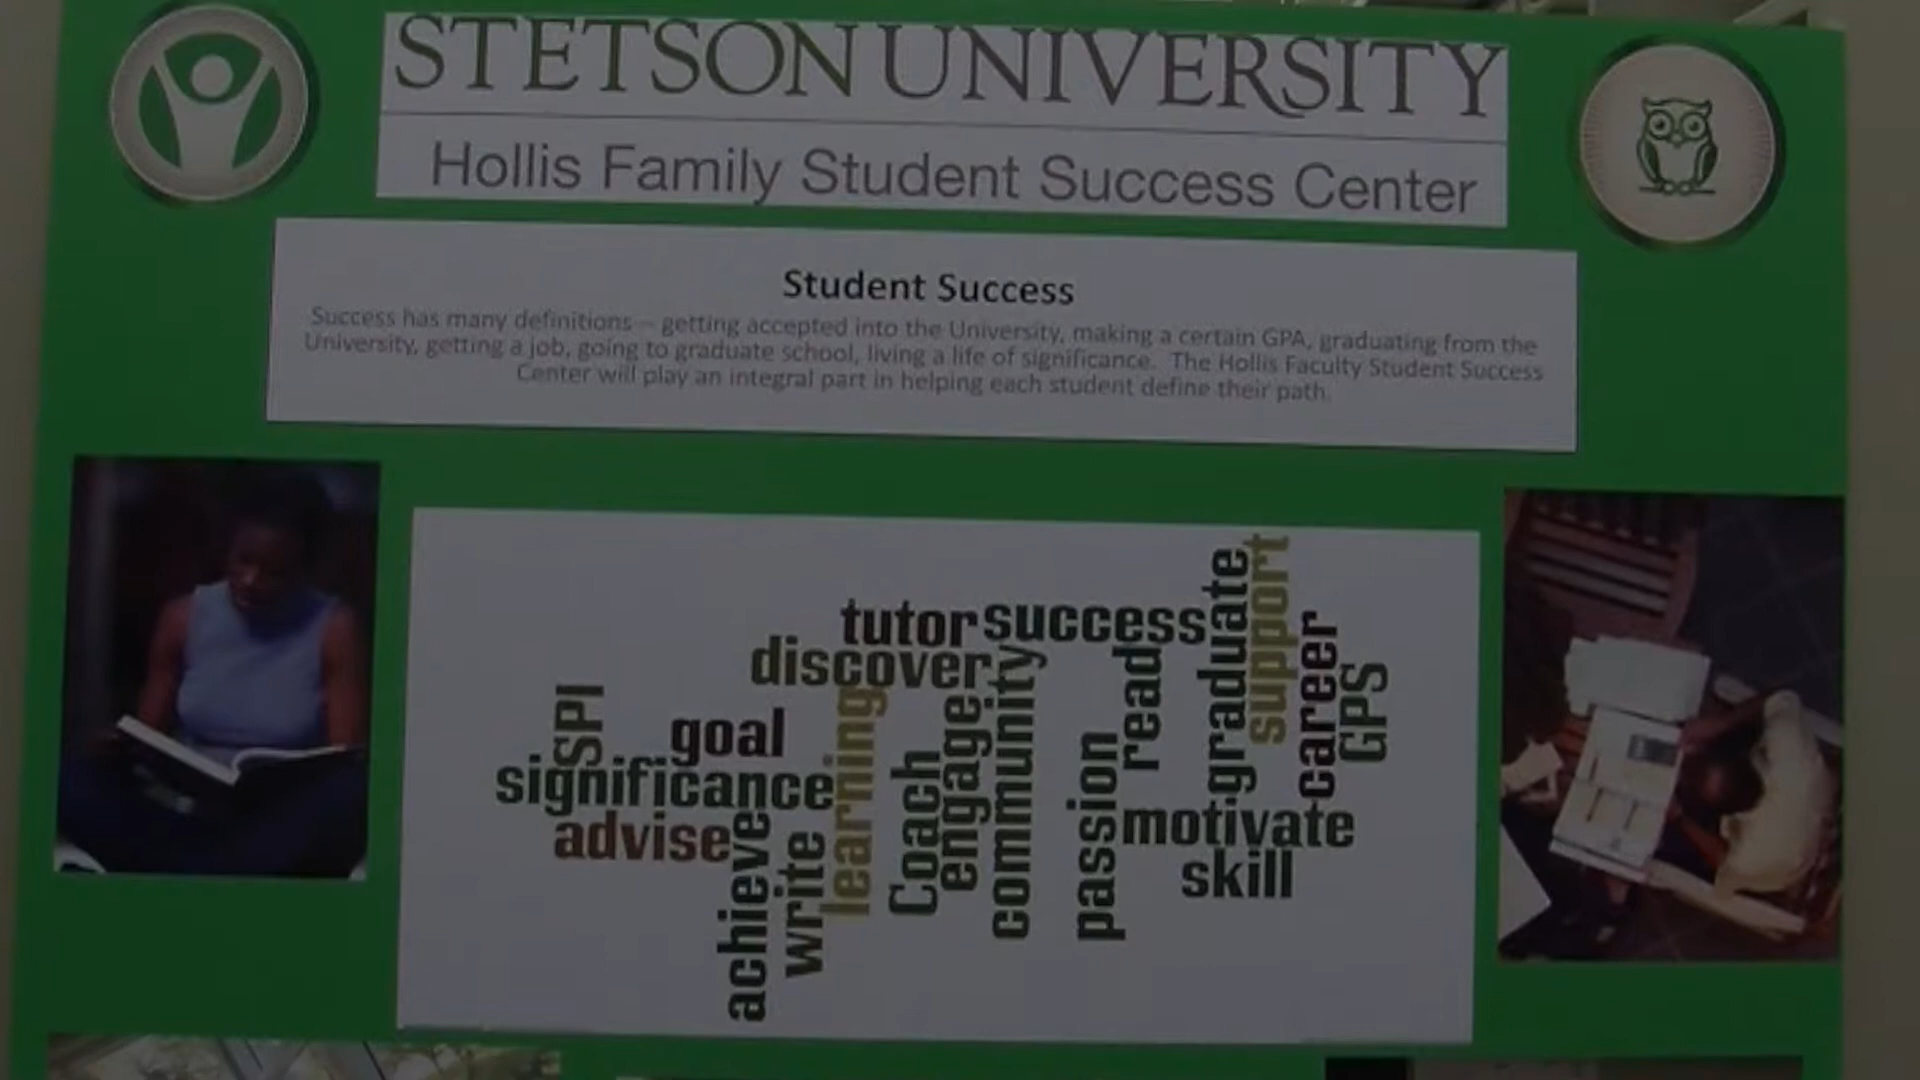 STETSON UNIVERSITY
Hollis Family Student Success Center
Student Success
Success has many definitions – getting accepted into the University, making a certain GPA, graduating from the
University, getting a job, going to graduate school, living a life of significance. The Hollis Faculty Student Success
Center will play an integral part in helping each student define their path.
tutor
success
graduate
support
discover
read
career
GPS
SPI
goal
learning
engage
community
significance
Coach
passion
motivate
advise
achieve
write
skill